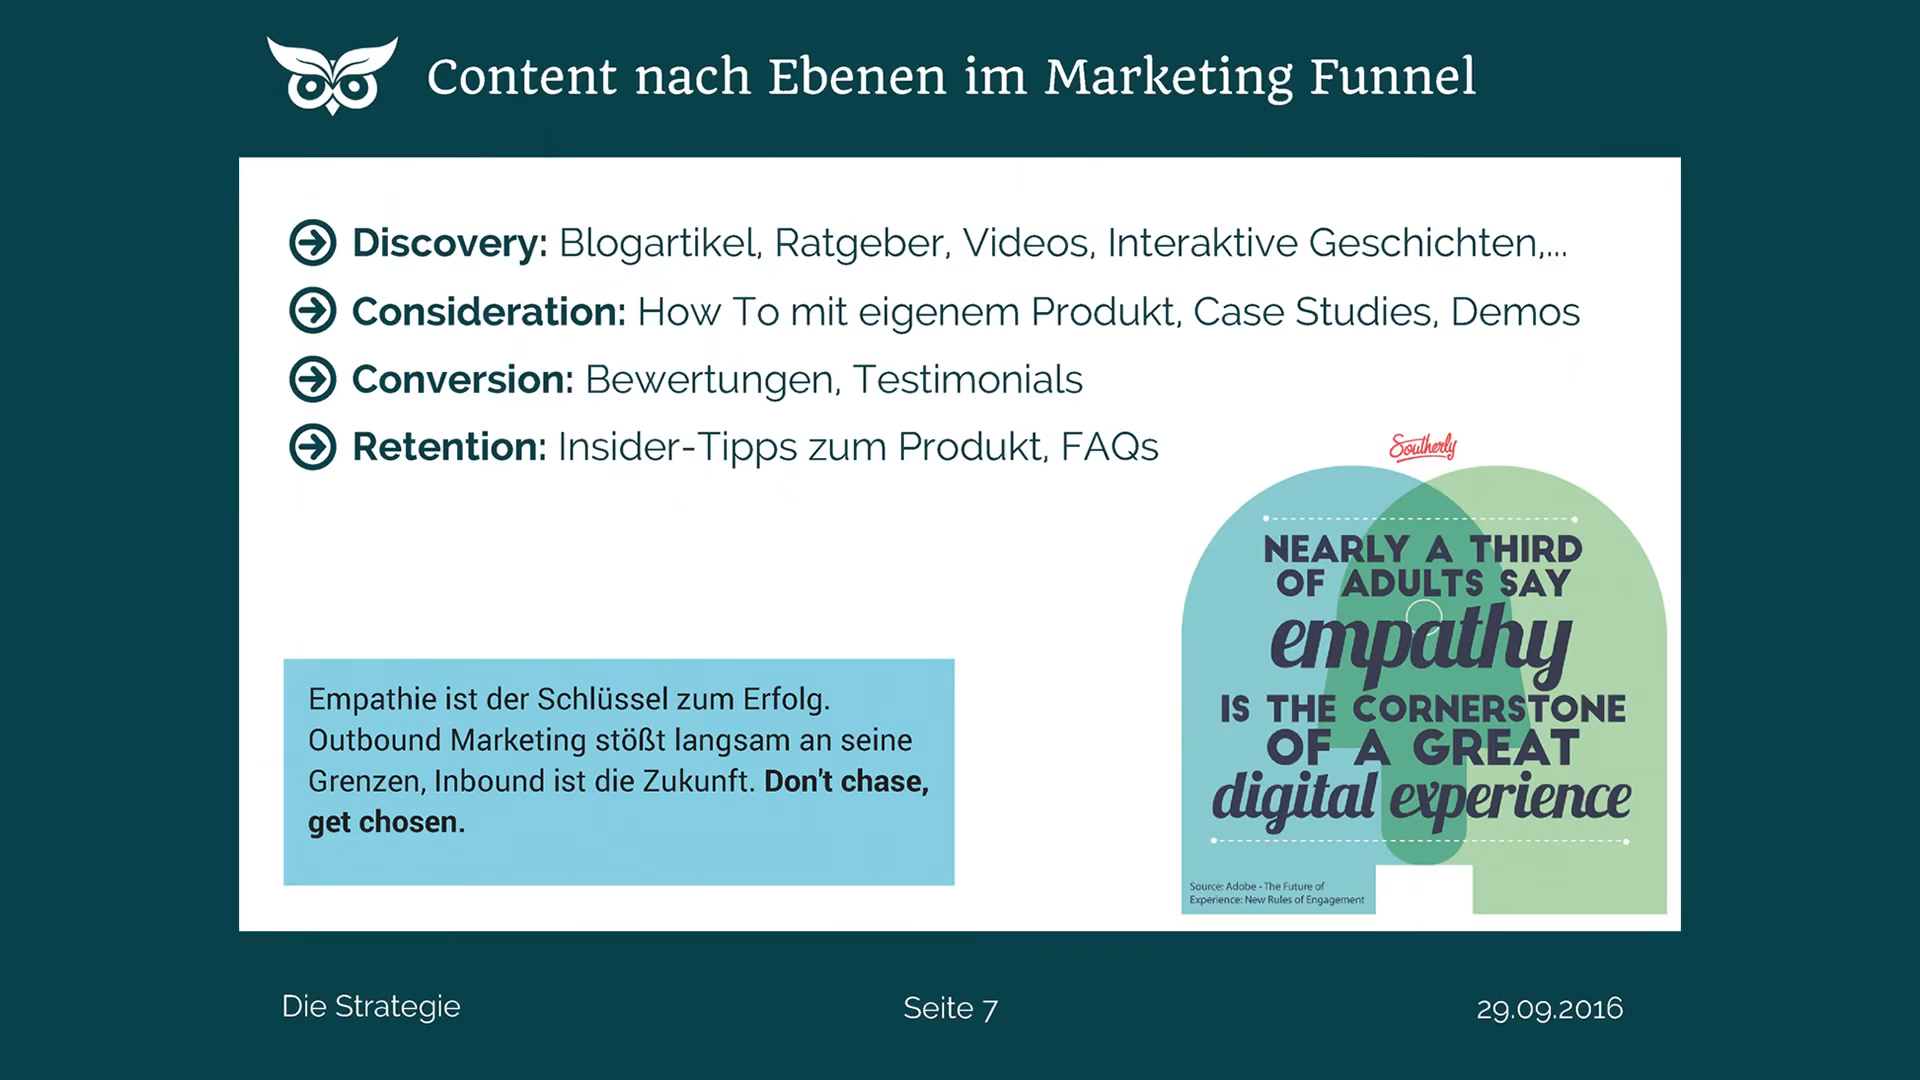 Content nach Ebenen im Marketing Funnel
Discovery: Blogartikel, Ratgeber, Videos, Interaktive Geschichten,...
Consideration: How To mit eigenem Produkt, Case Studies, Demos
Conversion: Bewertungen, Testimonials
Retention: Insider-Tipps zum Produkt, FAQs
Empathie ist der Schlüssel zum Erfolg.
Outbound Marketing stößt langsam an seine
Grenzen, Inbound ist die Zukunft. Don't chase,
get chosen.
Southerly
NEARLY A THIRD
OF ADULTS SAY
empathy
IS THE CORNERSTONE
OF A GREAT
digital experience
Source: Adobe - The Future of
Experience: New Rules of Engagement
Die Strategie
Seite 7
29.09.2016